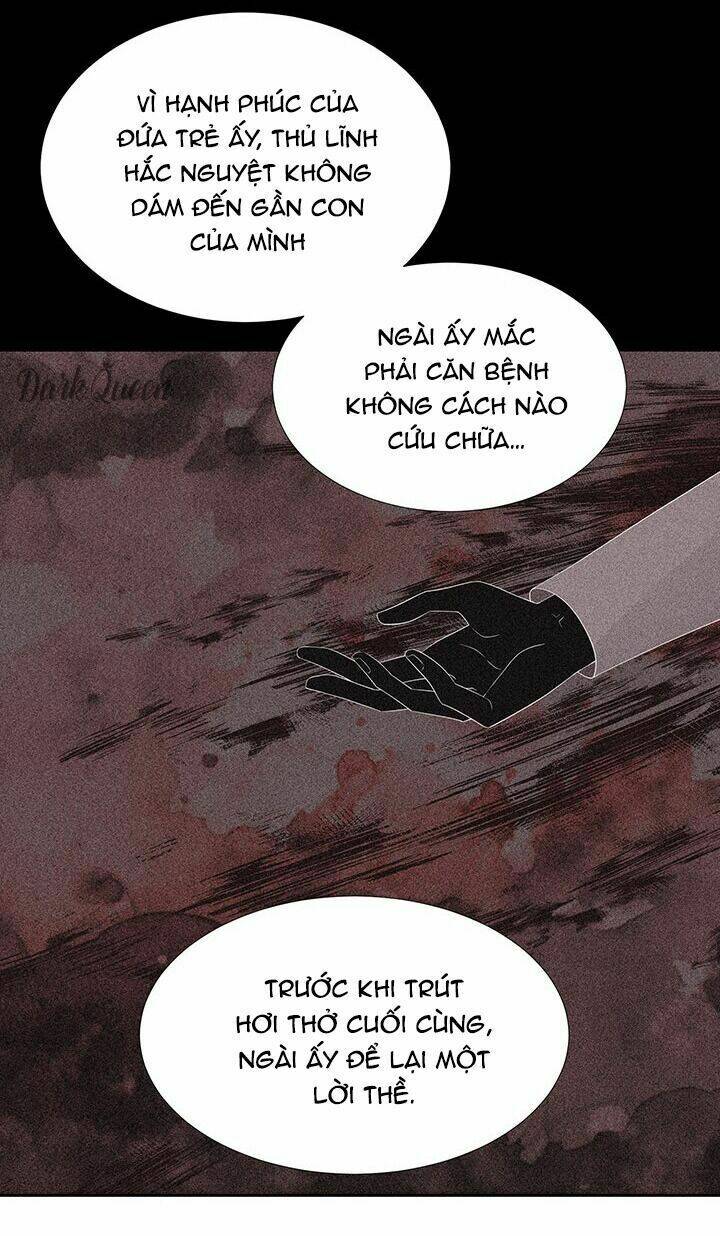 VÌ HẠNH PHÚC CỦA
ĐỨA TRẺ ẤY, THỦ LĨNH
HẮC NGUYỆT KHÔNG
DÁM ĐẾN GẦN CON
CỦA MÌNH
NGÀI ẤY MẮC
PHẢI CĂN BỆNH
KHÔNG CÁCH NÀO
CỨU CHỮA...
DarkQueen
TRƯỚC KHI TRÚT
HƠI THỞ CUỐI CÙNG,
NGÀI ẤY ĐỂ LẠI MỘT
LỜI THỀ.